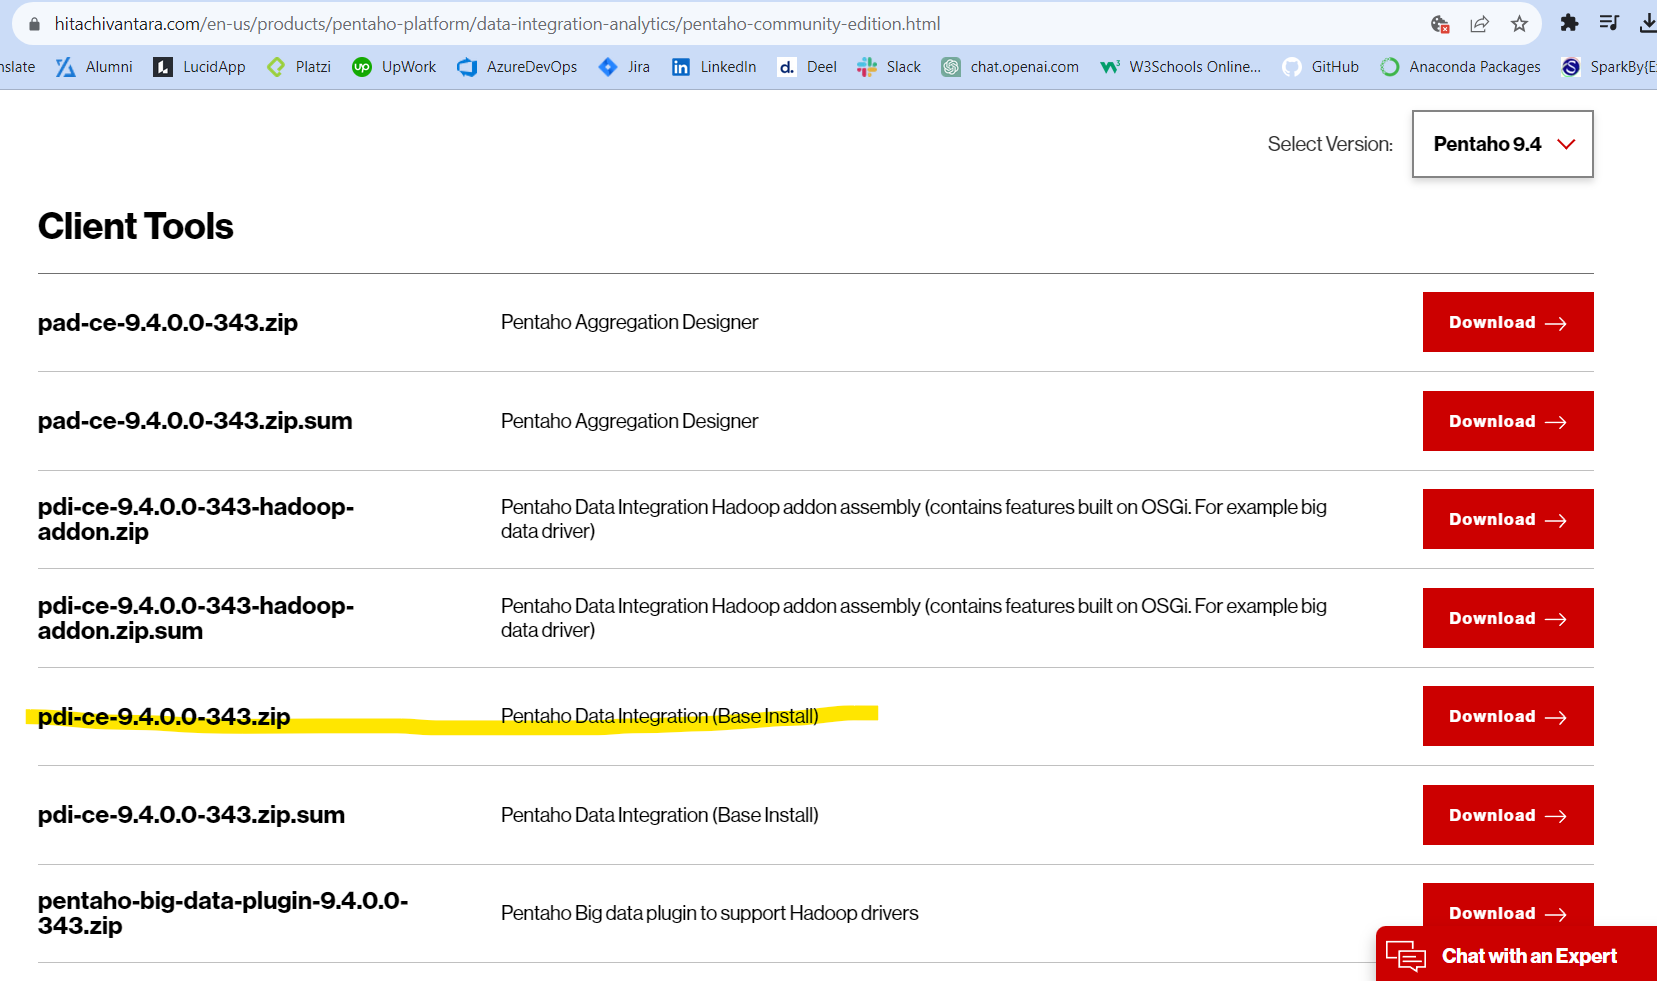 hitachivantara.com/en-us/products/pentaho-platform/data-integration-analytics/pentaho-community-edition.html
nslate Alumni LucidApp Platzi UpWork AzureDevOps Jira LinkedIn Deel Slack chat.openai.com W3Schools Online... GitHub Anaconda Packages SparkBy{E
Select Version: Pentaho 9.4
Client Tools
pad-ce-9.4.0.0-343.zip Pentaho Aggregation Designer Download
pad-ce-9.4.0.0-343.zip.sum Pentaho Aggregation Designer Download
pdi-ce-9.4.0.0-343-hadoop-
addon.zip
Pentaho Data Integration Hadoop addon assembly (contains features built on OSGi. For example big
data driver)
Download
pdi-ce-9.4.0.0-343-hadoop-
addon.zip.sum
Pentaho Data Integration Hadoop addon assembly (contains features built on OSGi. For example big
data driver)
Download
pdi-ce-9.4.0.0-343.zip Pentaho Data Integration (Base Install) Download
pdi-ce-9.4.0.0-343.zip.sum Pentaho Data Integration (Base Install) Download
pentaho-big-data-plugin-9.4.0.0-
343.zip
Pentaho Big data plugin to support Hadoop drivers
Download
Chat with an Expert